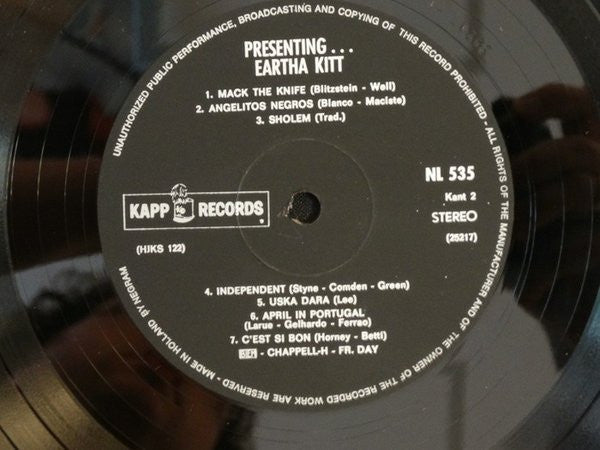 UNAUTHORIZED PUBLIC PERFORMANCE, BROADCASTING AND COPYING OF THIS RECORD PROHIBITED - ALL RIGHTS OF THE MANUFACTURER AND OF THE OWNER OF THE RECORDED WORK ARE RESERVED - MADE IN HOLLAND BY NEGRAM
PRESENTING...
EARTHA KITT
1. MACK THE KNIFE (Blitzstein - Weil)
2. ANGELITOS NEGROS (Blanco - Maciste)
3. SHOLEM (Trad.)
KAPP RECORDS
NL 535
Kant 2
STEREO
(25217)
(HJKS 122)
4. INDEPENDENT (Styne - Comden - Green)
5. USKA DARA (Lee)
6. APRIL IN PORTUGAL
(Larue - Gelhardo - Ferrao)
7. C'EST SI BON (Horney - Betti)
- CHAPPELL-H - FR. DAY